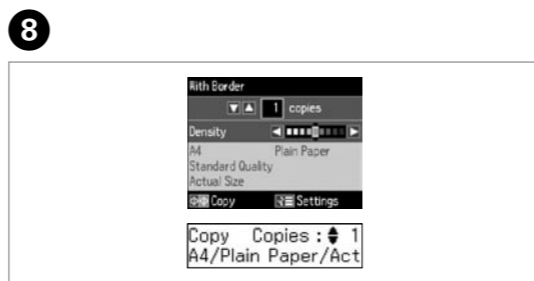 8
With Border
1 copies
Density
A4 Plain Paper
Standard Quality
Actual Size
Copy Settings
Copy Copies : 1
A4/Plain Paper/Act